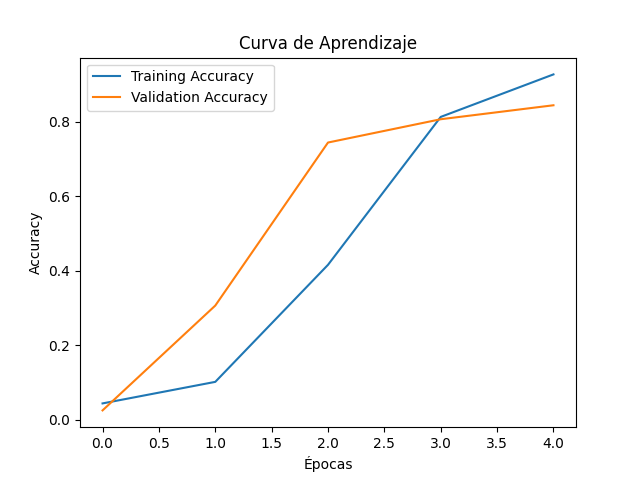 Curva de Aprendizaje
Training Accuracy
Validation Accuracy
Accuracy
0.8
0.6
0.4
0.2
0.0
0.0 0.5 1.0 1.5 2.0 2.5 3.0 3.5 4.0
Épocas